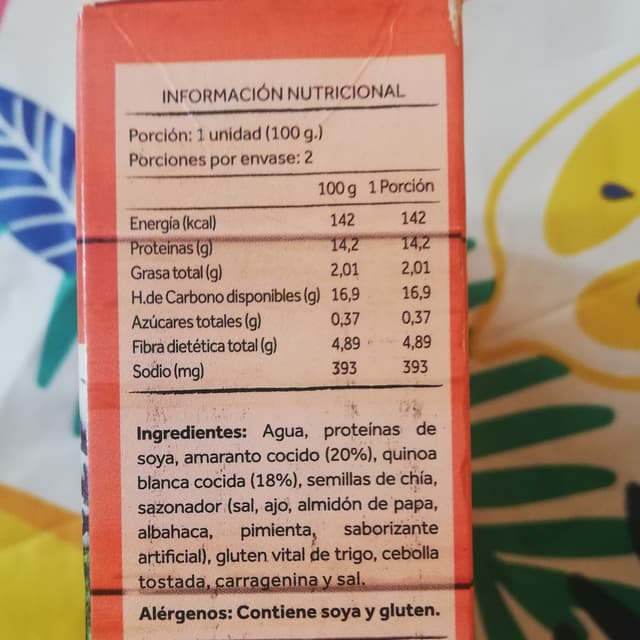 INFORMACIÓN NUTRICIONAL
Porción: 1 unidad (100 g.)
Porciones por envase: 2
100 g 1 Porción
Energía (kcal) 142 142
Proteínas (g) 14,2 14,2
Grasa total (g) 2,01 2,01
H.de Carbono disponibles (g) 16,9 16,9
Azúcares totales (g) 0,37 0,37
Fibra dietética total (g) 4,89 4,89
Sodio (mg) 393 393
Ingredientes: Agua, proteínas de
soya, amaranto cocido (20%), quinoa
blanca cocida (18%), semillas de chía,
sazonador (sal, ajo, almidón de papa,
albahaca, pimienta, saborizante
artificial), gluten vital de trigo, cebolla
tostada, carragenina y sal.
Alérgenos: Contiene soya y gluten.